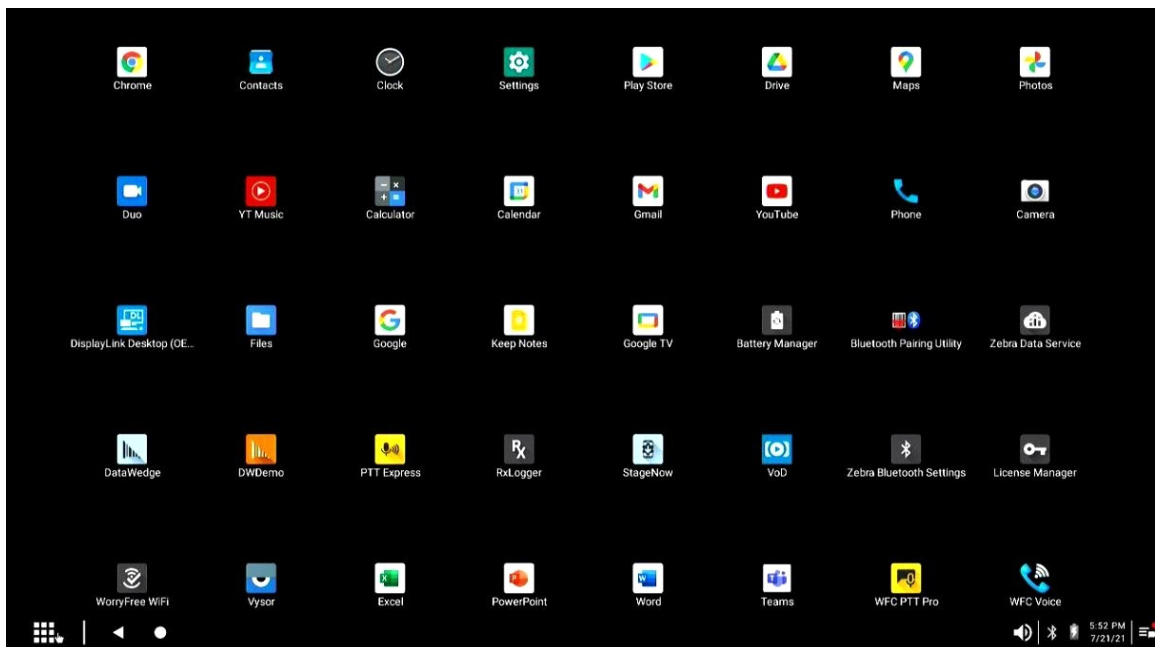 Chrome
Contacts
Clock
Settings
Play Store
Drive
Maps
Photos
Duo
YT Music
Calculator
Calendar
Gmail
YouTube
Phone
Camera
DisplayLink Desktop (OE...
Files
Google
Keep Notes
Google TV
Battery Manager
Bluetooth Pairing Utility
Zebra Data Service
DataWedge
DWDemo
PTT Express
RxLogger
StageNow
VoD
Zebra Bluetooth Settings
License Manager
WorryFree WiFi
Vysor
Excel
PowerPoint
Word
Teams
WFC PTT Pro
WFC Voice
5:52 PM
7/21/21